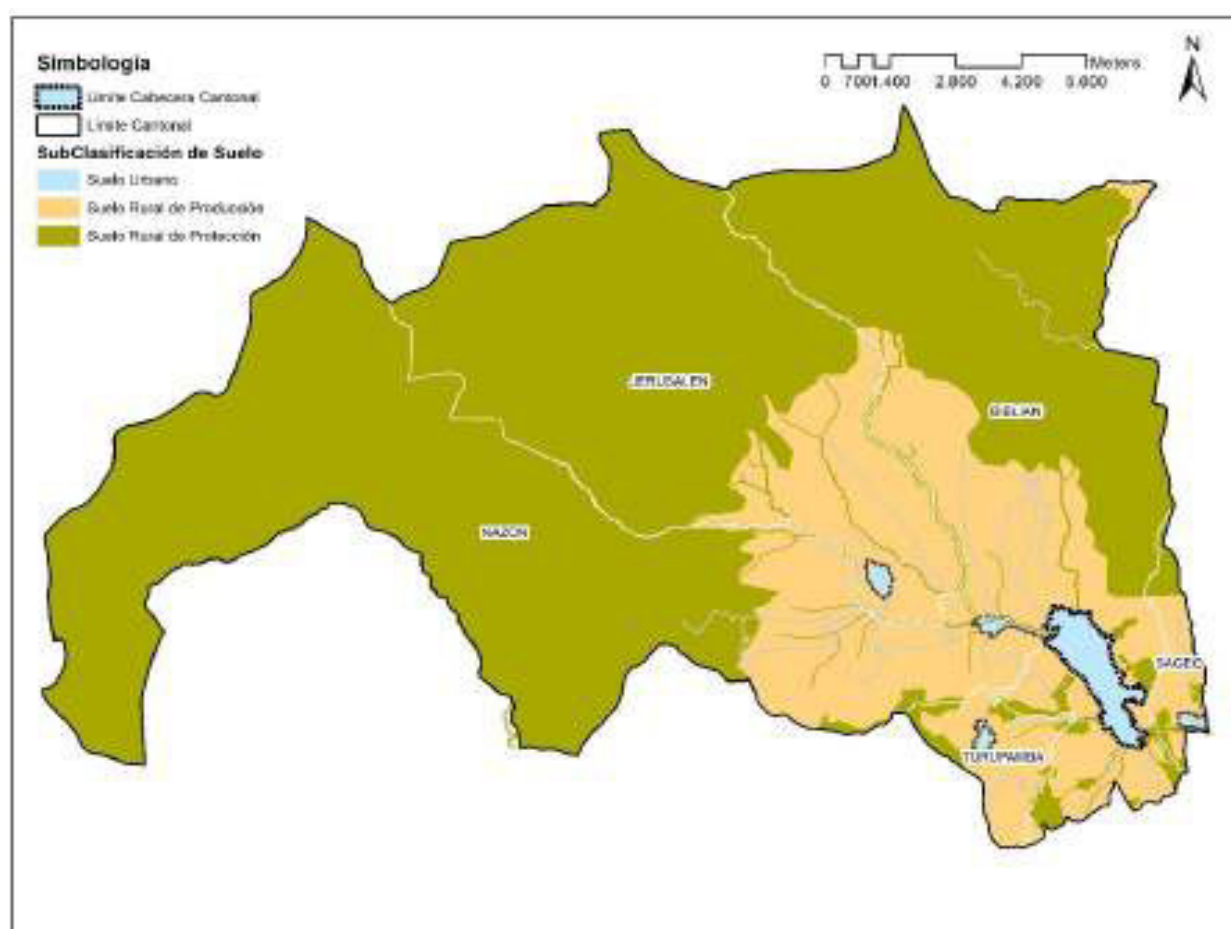 Simbología
Límite Cabecera Cantonal
Límite Cantonal
SubClasificación de Suelo
Suelo Urbano
Suelo Rural de Producción
Suelo Rural de Protección
N
Meters
0 700 1.400 2.800 4.200 5.600
JERUSALEN
BIBLIAN
NAZON
SAGEO
TURUPAMBA